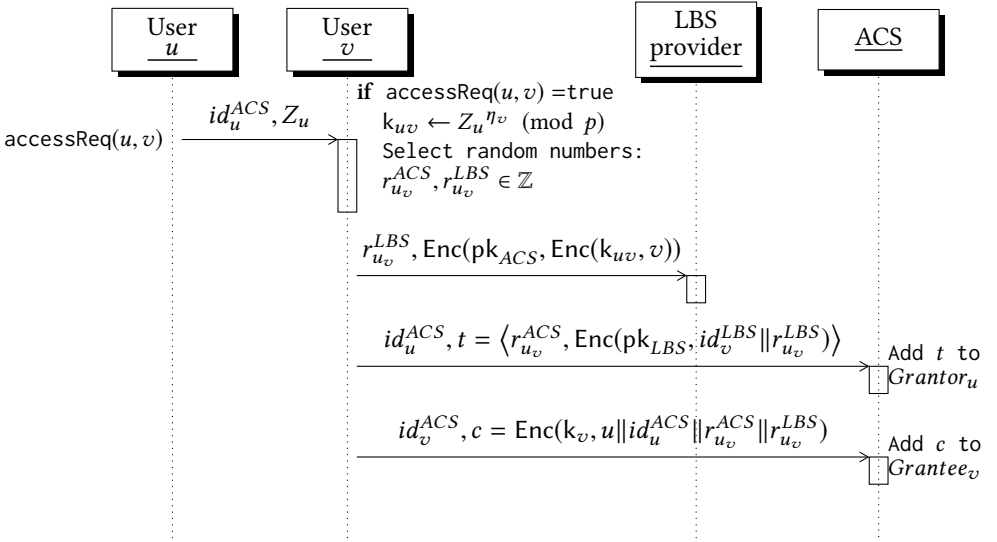 User
u
User
v
LBS
provider
ACS
accessReq(u, v)
id_u^{ACS}, Z_u
if accessReq(u, v) =true
k_{uv} ← Z_u^{η_v} (mod p)
Select random numbers:
r_{u_v}^{ACS}, r_{u_v}^{LBS} ∈ ℤ
r_{u_v}^{LBS}, Enc(pk_{ACS}, Enc(k_{uv}, v))
id_u^{ACS}, t = ⟨r_{u_v}^{ACS}, Enc(pk_{LBS}, id_v^{LBS}‖r_{u_v}^{LBS})⟩
Add t to
Grantor_u
id_v^{ACS}, c = Enc(k_v, u‖id_u^{ACS}‖r_{u_v}^{ACS}‖r_{u_v}^{LBS})
Add c to
Grantee_v